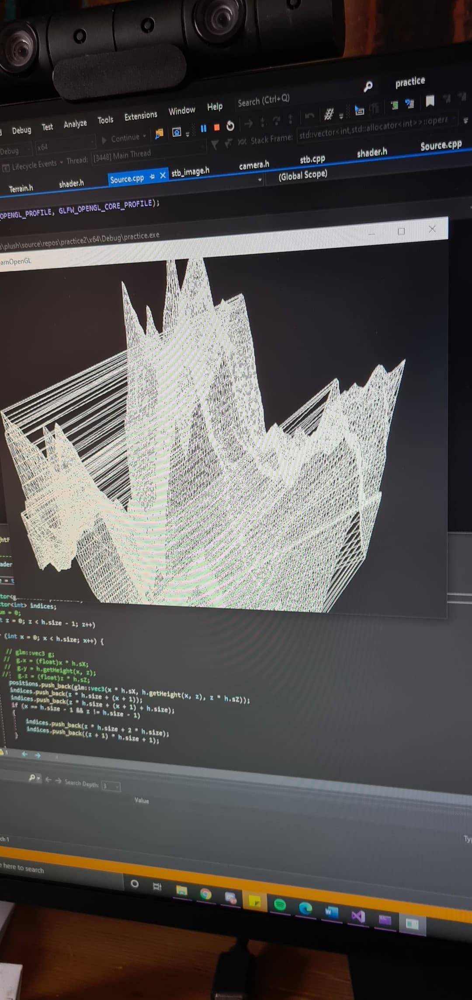 practice
Debug Test Analyze Tools Extensions Window Help Search (Ctrl+Q)
Debug x64 Continue
Lifecycle Events Thread: [3448] Main Thread Stack Frame: std::vector<int,std::allocator<int>>::opera
Terrain.h shader.h Source.cpp stb_image.h camera.h stb.cpp shader.h Source.cpp
(Global Scope)
OPENGL_PROFILE, GLFW_OPENGL_CORE_PROFILE);
s\plush\source\repos\practice2\x64\Debug\practice.exe
arnOpenGL
ghtF
ader
e = t
tor<g
tor<int> indices;
um = 0;
t z = 0; z < h.size - 1; z++)
(int x = 0; x < h.size; x++) {
// glm::vec3 g;
// g.x = (float)x * h.sX;
// g.y = h.getHeight(x, z);
// g.z = (float)z * h.sZ;
positions.push_back(glm::vec3(x * h.sX, h.getHeight(x, z), z * h.sZ));
indices.push_back(z * h.size + (x + 1));
indices.push_back(z * h.size + (x + 1) + h.size);
if (x == h.size - 1 && z != h.size - 1)
{
indices.push_back(z * h.size + 2 * h.size);
indices.push_back((z + 1) * h.size + 1);
}
1
Search Depth: 3
Value
Typ
ch 1
e here to search